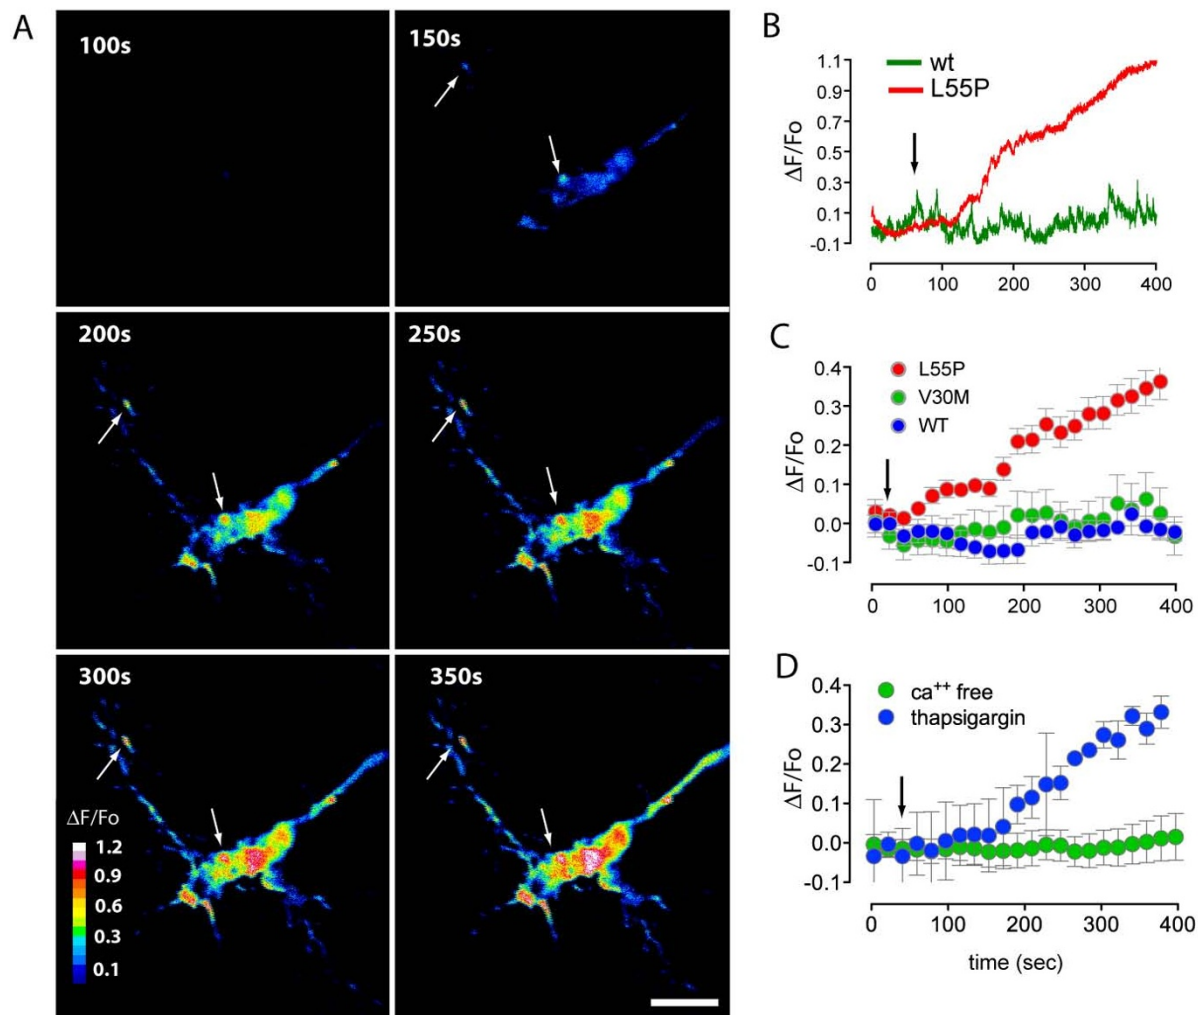 A
100s
150s
200s
250s
300s
350s
ΔF/Fo
1.2
0.9
0.6
0.3
0.1
B
wt
L55P
ΔF/Fo
1.1
0.9
0.7
0.5
0.3
0.1
-0.1
0 100 200 300 400
C
L55P
V30M
WT
ΔF/Fo
0.4
0.3
0.2
0.1
0.0
-0.1
0 100 200 300 400
D
ca++ free
thapsigargin
ΔF/Fo
0.4
0.3
0.2
0.1
0.0
-0.1
0 100 200 300 400
time (sec)